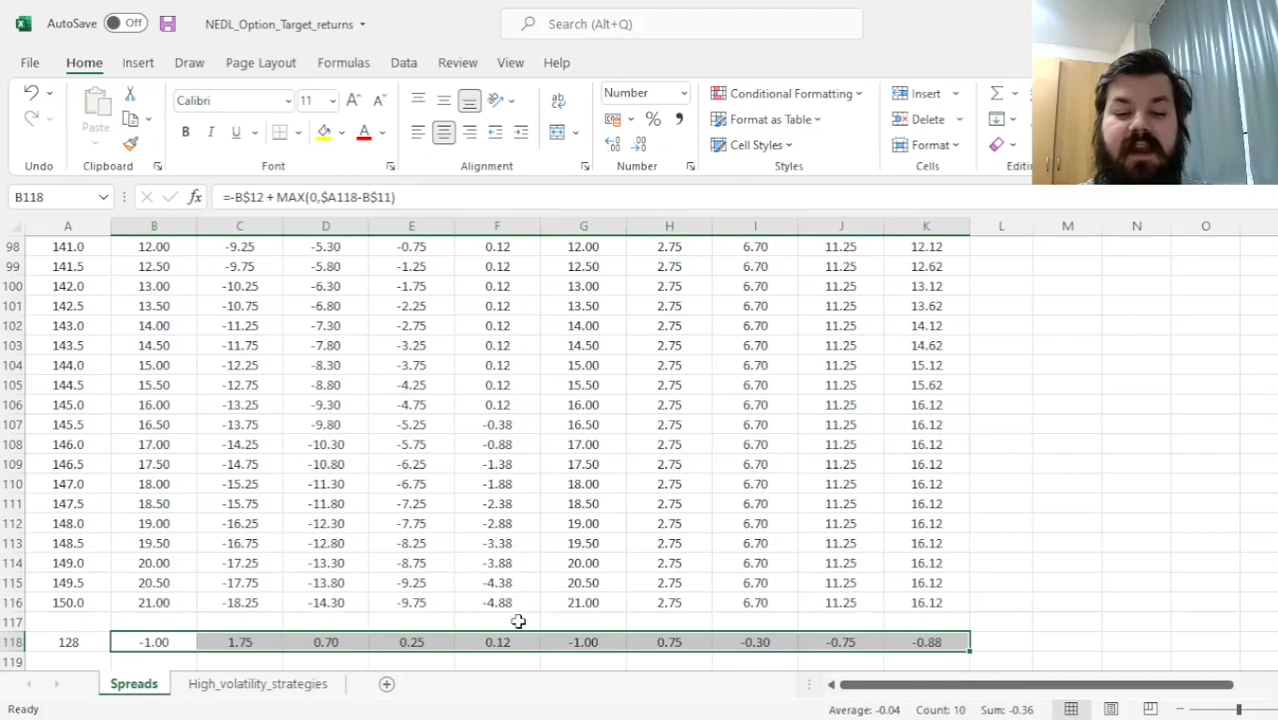 AutoSave Off NEDL_Option_Target_returns Search (Alt+Q)
File Home Insert Draw Page Layout Formulas Data Review View Help
Calibri 11 Number Conditional Formatting Insert
Paste Format as Table Delete
Cell Styles Format
Undo Clipboard Font Alignment Number Styles Cells Editin
B118 fx =-B$12 + MAX(0,$A118-B$11)
A B C D E F G H I J K L M N O
98 141.0 12.00 -9.25 -5.30 -0.75 0.12 12.00 2.75 6.70 11.25 12.12
99 141.5 12.50 -9.75 -5.80 -1.25 0.12 12.50 2.75 6.70 11.25 12.62
100 142.0 13.00 -10.25 -6.30 -1.75 0.12 13.00 2.75 6.70 11.25 13.12
101 142.5 13.50 -10.75 -6.80 -2.25 0.12 13.50 2.75 6.70 11.25 13.62
102 143.0 14.00 -11.25 -7.30 -2.75 0.12 14.00 2.75 6.70 11.25 14.12
103 143.5 14.50 -11.75 -7.80 -3.25 0.12 14.50 2.75 6.70 11.25 14.62
104 144.0 15.00 -12.25 -8.30 -3.75 0.12 15.00 2.75 6.70 11.25 15.12
105 144.5 15.50 -12.75 -8.80 -4.25 0.12 15.50 2.75 6.70 11.25 15.62
106 145.0 16.00 -13.25 -9.30 -4.75 0.12 16.00 2.75 6.70 11.25 16.12
107 145.5 16.50 -13.75 -9.80 -5.25 -0.38 16.50 2.75 6.70 11.25 16.12
108 146.0 17.00 -14.25 -10.30 -5.75 -0.88 17.00 2.75 6.70 11.25 16.12
109 146.5 17.50 -14.75 -10.80 -6.25 -1.38 17.50 2.75 6.70 11.25 16.12
110 147.0 18.00 -15.25 -11.30 -6.75 -1.88 18.00 2.75 6.70 11.25 16.12
111 147.5 18.50 -15.75 -11.80 -7.25 -2.38 18.50 2.75 6.70 11.25 16.12
112 148.0 19.00 -16.25 -12.30 -7.75 -2.88 19.00 2.75 6.70 11.25 16.12
113 148.5 19.50 -16.75 -12.80 -8.25 -3.38 19.50 2.75 6.70 11.25 16.12
114 149.0 20.00 -17.25 -13.30 -8.75 -3.88 20.00 2.75 6.70 11.25 16.12
115 149.5 20.50 -17.75 -13.80 -9.25 -4.38 20.50 2.75 6.70 11.25 16.12
116 150.0 21.00 -18.25 -14.30 -9.75 -4.88 21.00 2.75 6.70 11.25 16.12
117
118 128 -1.00 1.75 0.70 0.25 0.12 -1.00 0.75 -0.30 -0.75 -0.88
119
Spreads High_volatility_strategies
Ready Average: -0.04 Count: 10 Sum: -0.36